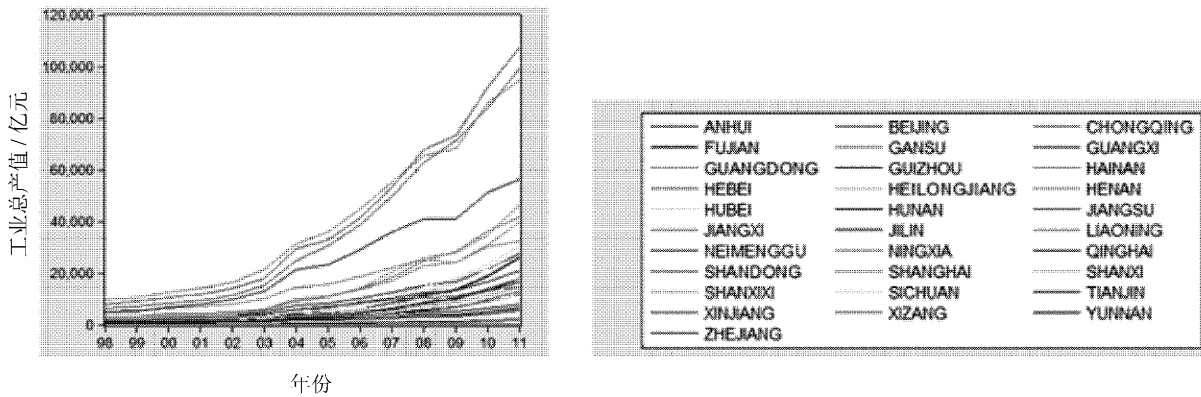 120,000
100,000
80,000
60,000
40,000
20,000
0
98 99 00 01 02 03 04 05 06 07 08 09 10 11
工业总产值 / 亿元
年份
ANHUI BEIJING CHONGQING
FUJIAN GANSU GUANGXI
GUANGDONG GUIZHOU HAINAN
HEBEI HEILONGJIANG HENAN
HUBEI HUNAN JIANGSU
JIANGXI JILIN LIAONING
NEIMENGGU NINGXIA QINGHAI
SHANDONG SHANGHAI SHANXI
SHANXIXI SICHUAN TIANJIN
XINJIANG XIZANG YUNNAN
ZHEJIANG